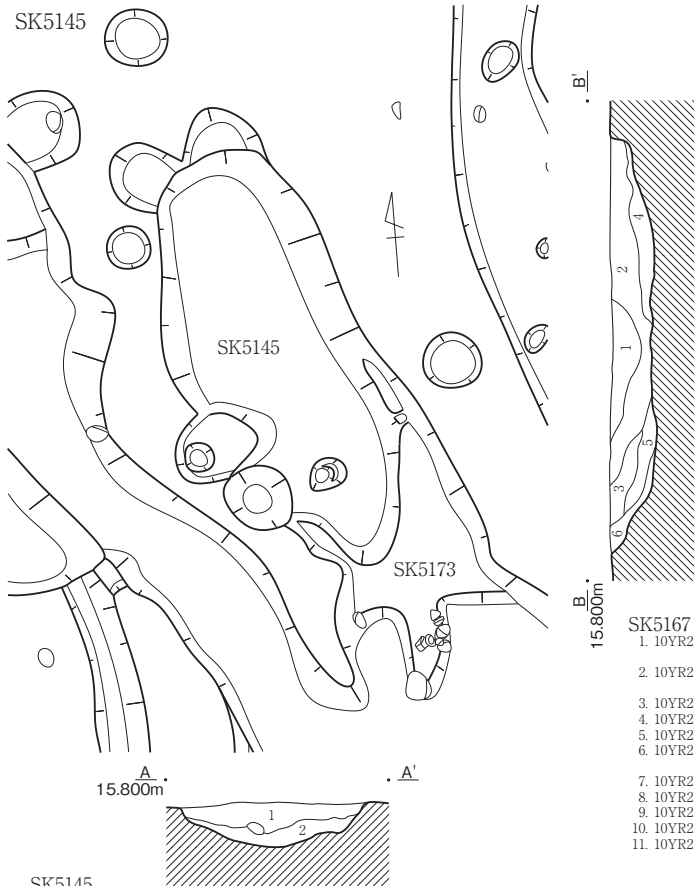 SK5145
B'
4
2
1
SK5145
5
3
6
SK5173
B
15.800m
SK5167
1. 10YR2
2. 10YR2
3. 10YR2
4. 10YR2
5. 10YR2
6. 10YR2
7. 10YR2
8. 10YR2
9. 10YR2
10. 10YR2
11. 10YR2
A A'
15.800m
1
2
SK5145